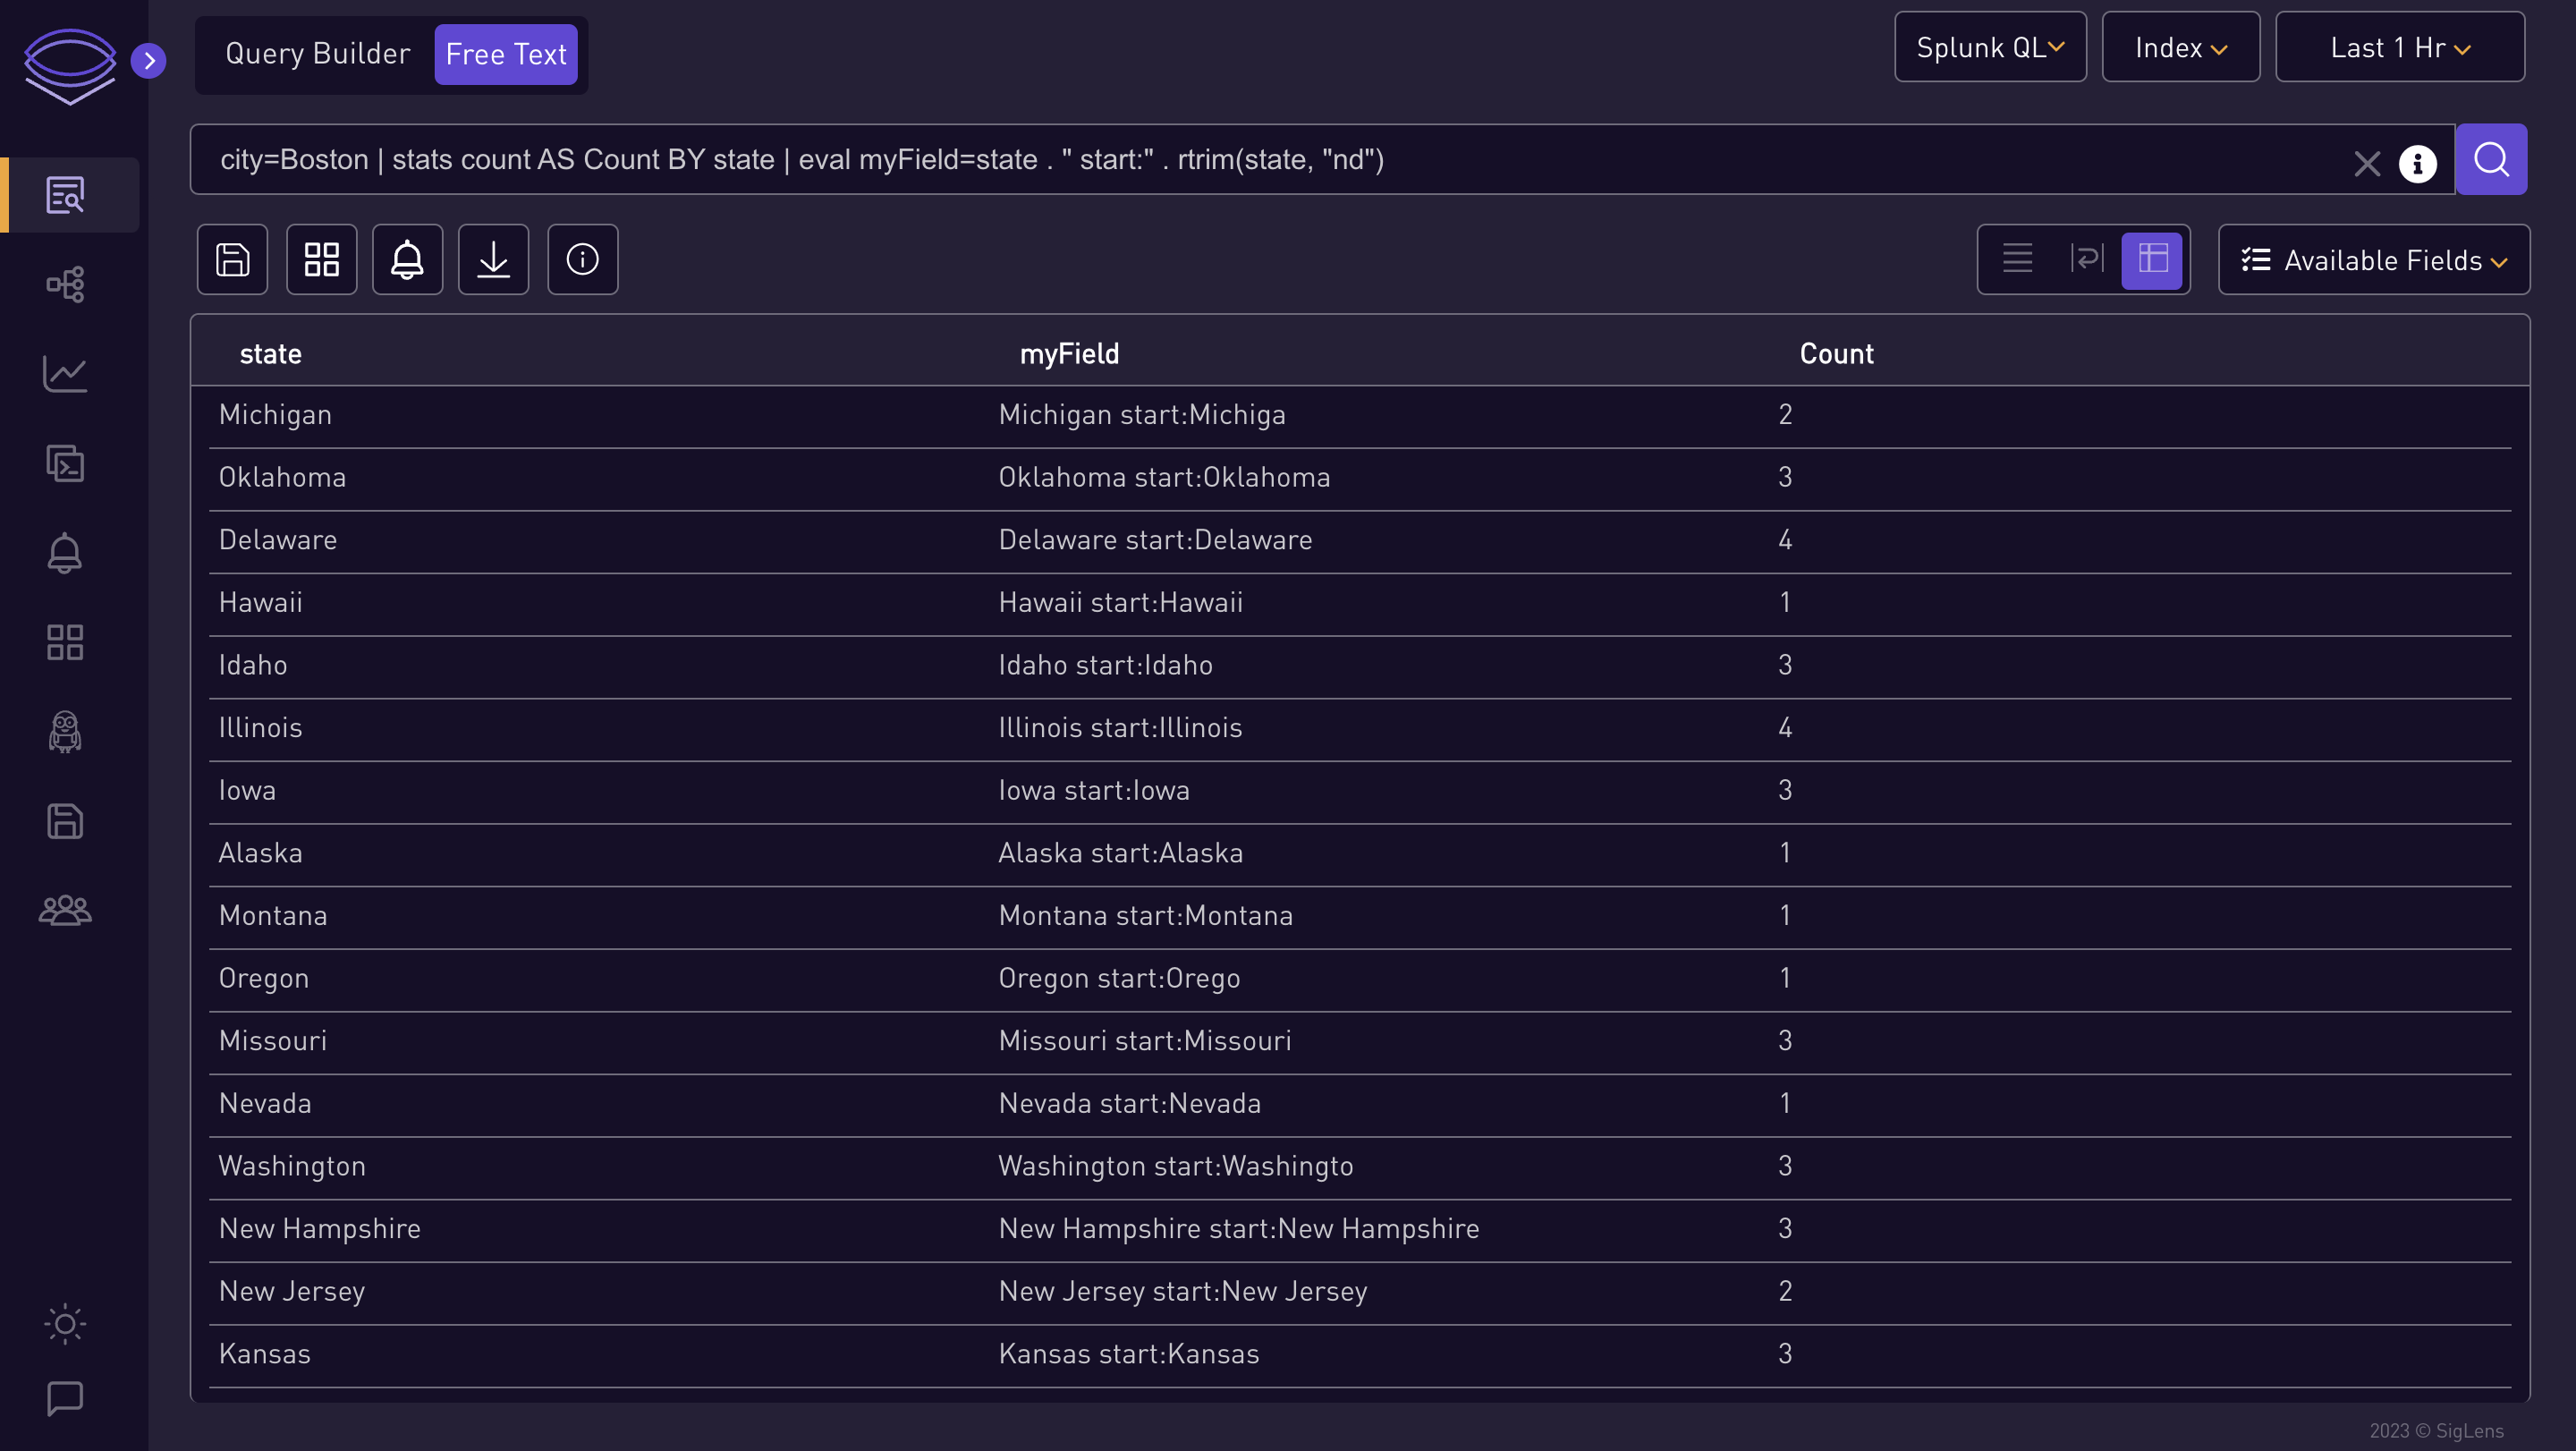 Query Builder Free Text Splunk QL Index Last 1 Hr
city=Boston | stats count AS Count BY state | eval myField=state . " start:" . rtrim(state, "nd")
Available Fields
state myField Count
Michigan Michigan start:Michiga 2
Oklahoma Oklahoma start:Oklahoma 3
Delaware Delaware start:Delaware 4
Hawaii Hawaii start:Hawaii 1
Idaho Idaho start:Idaho 3
Illinois Illinois start:Illinois 4
Iowa Iowa start:Iowa 3
Alaska Alaska start:Alaska 1
Montana Montana start:Montana 1
Oregon Oregon start:Orego 1
Missouri Missouri start:Missouri 3
Nevada Nevada start:Nevada 1
Washington Washington start:Washingto 3
New Hampshire New Hampshire start:New Hampshire 3
New Jersey New Jersey start:New Jersey 2
Kansas Kansas start:Kansas 3
2023 © SigLens